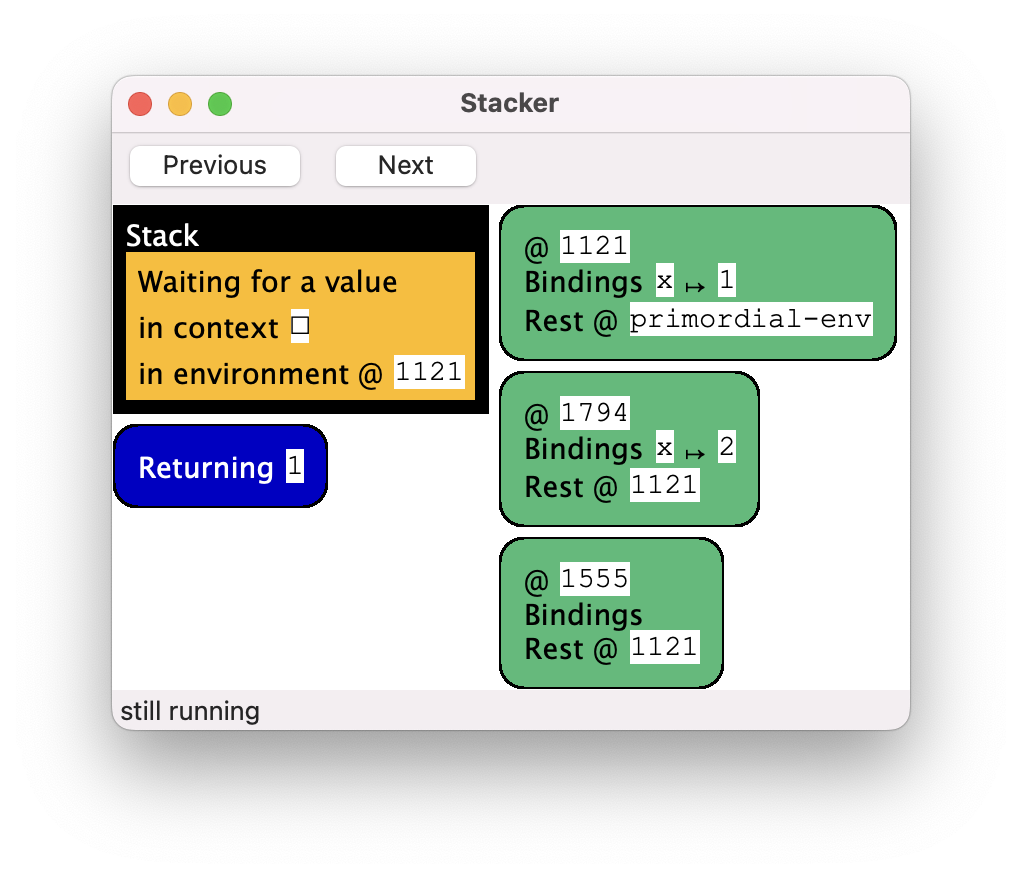 Stacker
Previous Next
Stack
Waiting for a value
in context □
in environment @ 1121
Returning 1
@ 1121
Bindings x ↦ 1
Rest @ primordial-env
@ 1794
Bindings x ↦ 2
Rest @ 1121
@ 1555
Bindings
Rest @ 1121
still running